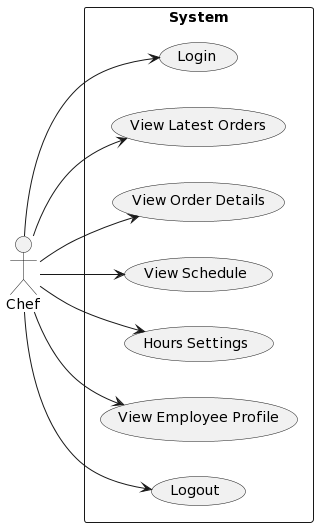 System
Login
View Latest Orders
View Order Details
View Schedule
Chef
Hours Settings
View Employee Profile
Logout